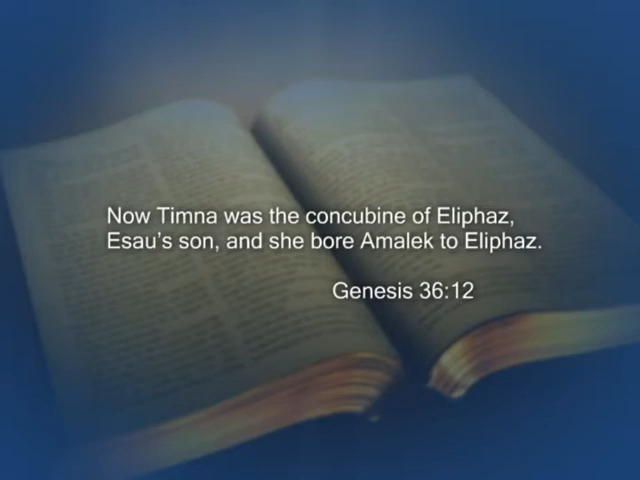 Now Timna was the concubine of Eliphaz,
Esau's son, and she bore Amalek to Eliphaz.
Genesis 36:12